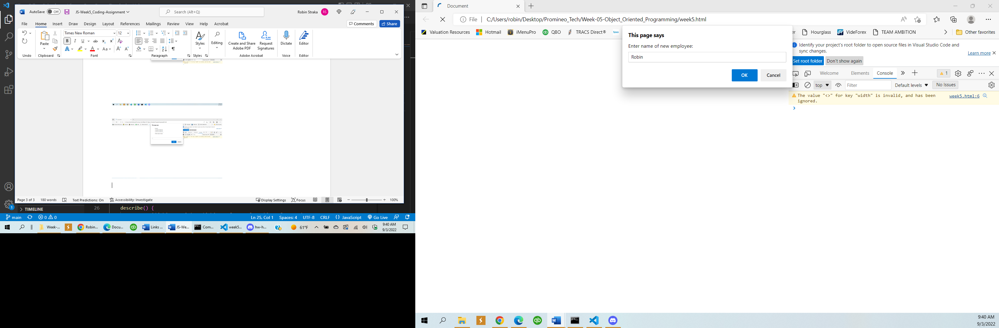 AutoSave Off JS-Week5_Coding-Assignment Search (Alt+Q) Robin Straka RS
File Home Insert Draw Design Layout References Mailings Review View Help Acrobat Comments Share
Times New Roman 12
Paste Styles Editing Create and Share Adobe PDF Request Signatures Dictate Editor
Undo Clipboard Font Paragraph Styles Adobe Acrobat Voice Editor
Page 3 of 3 180 words Text Predictions: On Accessibility: Investigate Display Settings Focus 100%
TIMELINE 26 describe() {
main 0 0 Ln 25, Col 1 Spaces: 4 UTF-8 CRLF {} JavaScript Go Live
Week-... Robin... Docu... Links ... JS-We... Com... week5... hw-h... 61°F 9:40 AM
9/3/2022
Document
File C:/Users/robin/Desktop/Promineo_Tech/Week-05-Object_Oriented_Programming/week5.html
Valuation Resources Hotmail iMenuPro QBO TRACS Direct® Sysco er Hourglass VideForex TEAM AMBITION Other favorites
This page says
Enter name of new employee:
Robin
OK Cancel
Identify your project's root folder to open source files in Visual Studio Code and
sync changes.
Learn more
Set root folder Don't show again
Welcome Elements Console 1
top Filter Default levels No Issues
The value "<>" for key "width" is invalid, and has been week5.html:6
ignored.
9:40 AM
9/3/2022